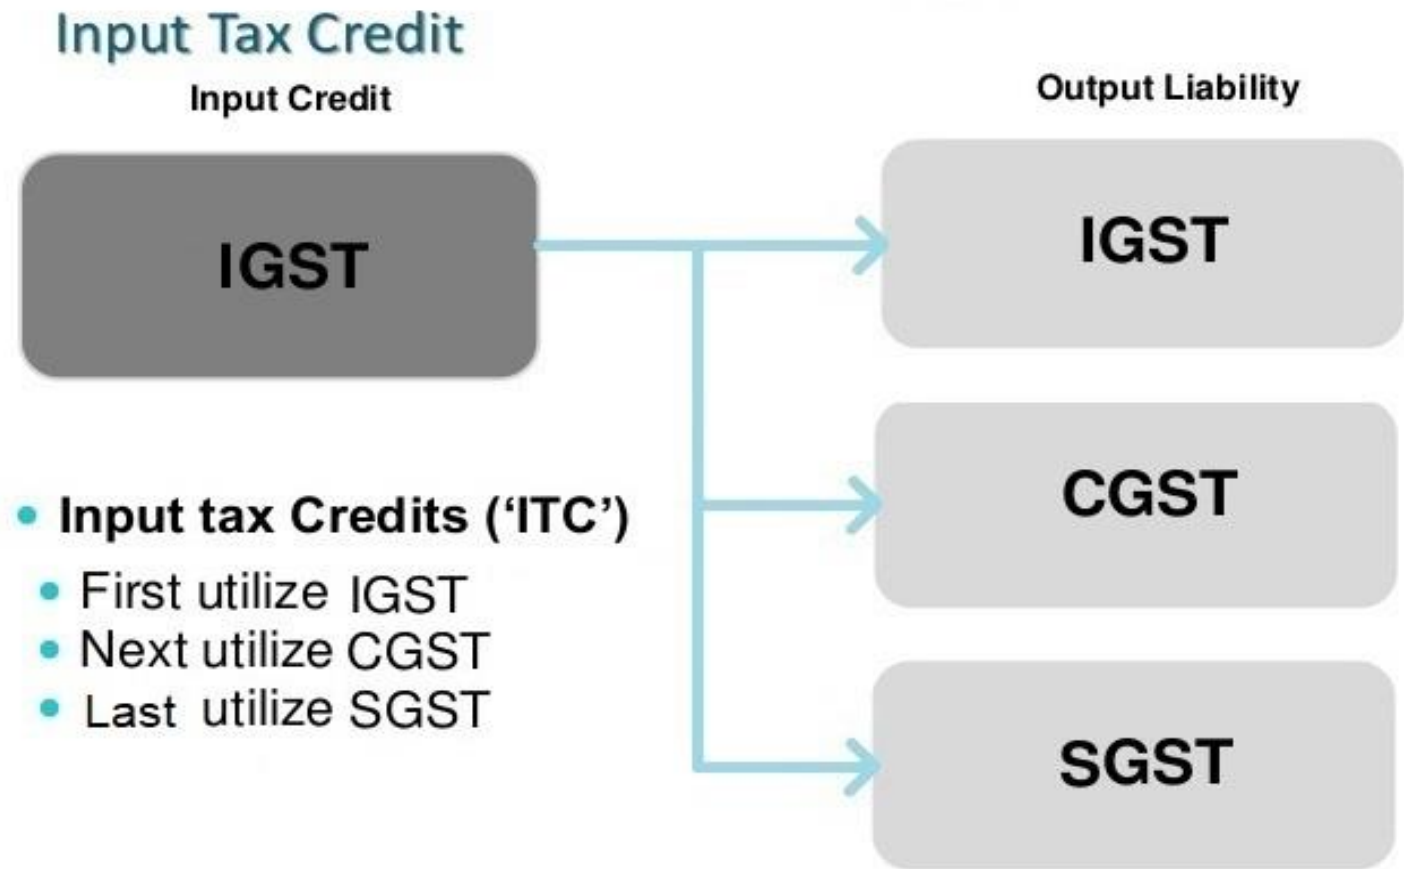 Input Tax Credit
Input Credit
Output Liability
IGST
IGST
CGST
SGST
• Input tax Credits (‘ITC’)
• First utilize IGST
• Next utilize CGST
• Last utilize SGST